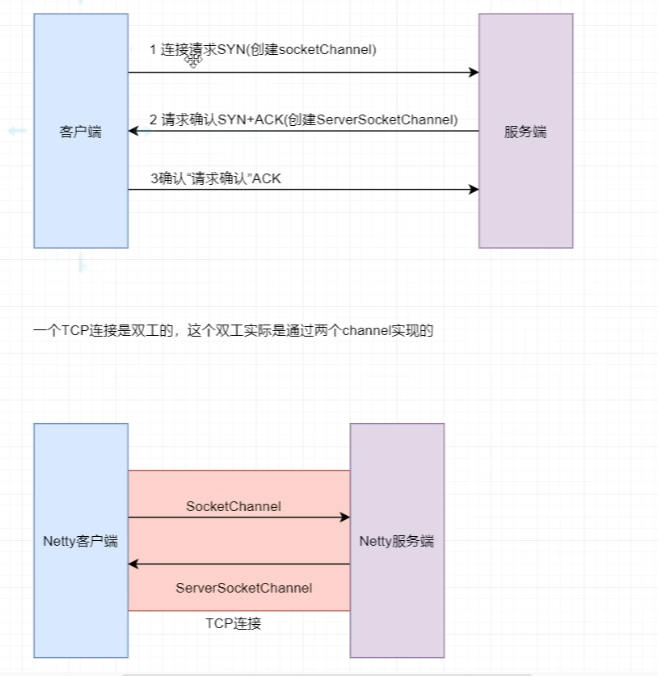 1 连接请求SYN(创建socketChannel)
2 请求确认SYN+ACK(创建ServerSocketChannel)
客户端
服务端
3确认“请求确认”ACK
一个TCP连接是双工的，这个双工实际是通过两个channel实现的
SocketChannel
Netty客户端
Netty服务端
ServerSocketChannel
TCP连接